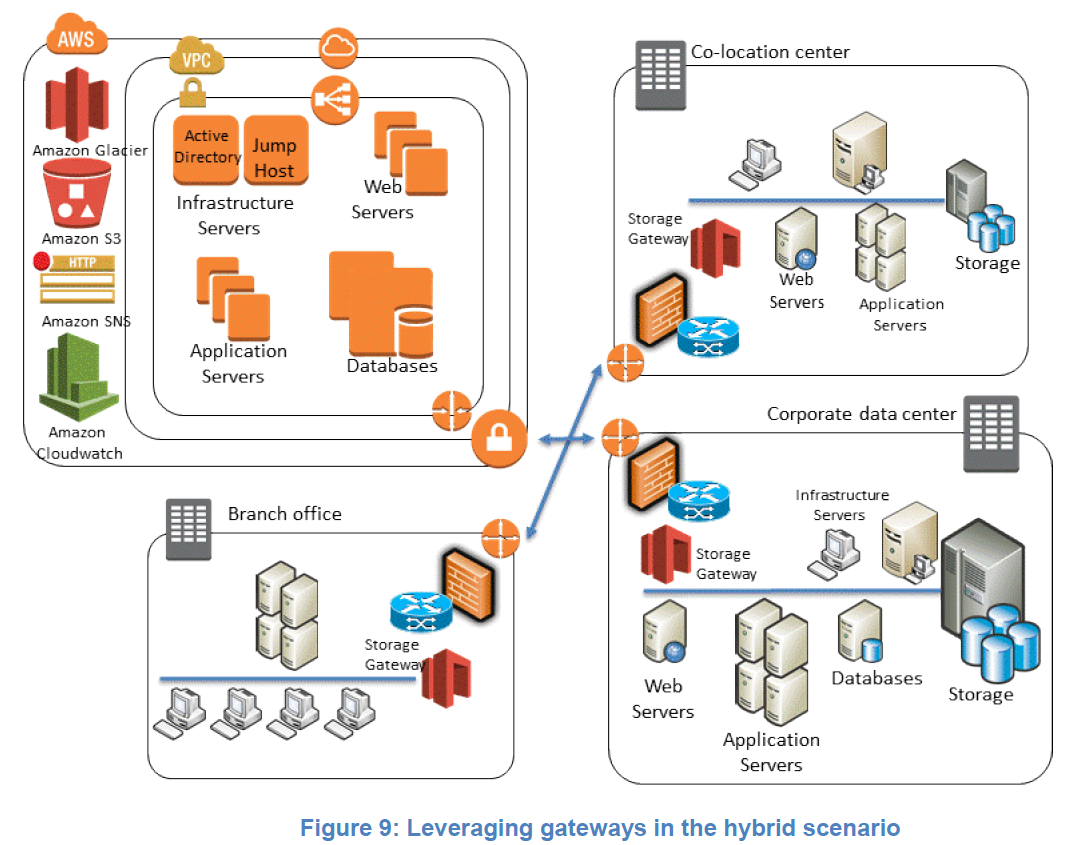 AWS
VPC
Amazon Glacier
Amazon S3
HTTP
Amazon SNS
Amazon
Cloudwatch
Active
Directory
Jump
Host
Infrastructure
Servers
Web
Servers
Application
Servers
Databases
Co-location center
Storage
Gateway
Web
Servers
Application
Servers
Storage
Corporate data center
Infrastructure
Servers
Storage
Gateway
Web
Servers
Application
Servers
Databases
Storage
Branch office
Storage
Gateway
Figure 9: Leveraging gateways in the hybrid scenario